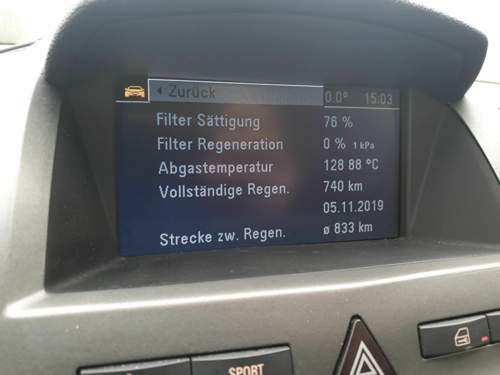 ◂ Zurück 0.0° 15:03
Filter Sättigung 76 %
Filter Regeneration 0 % 1 kPa
Abgastemperatur 128 88 °C
Vollständige Regen. 740 km
05.11.2019
Strecke zw. Regen. ø 833 km
SPORT